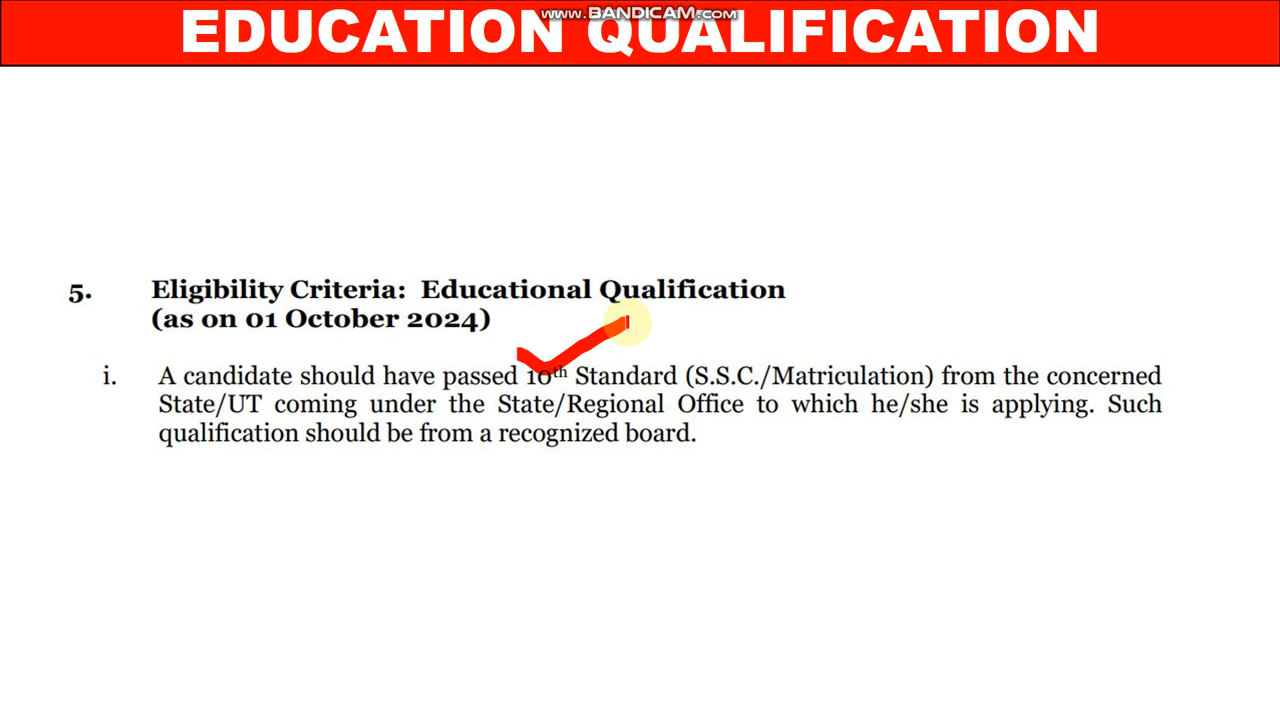 www.BANDICAM.com
EDUCATION QUALIFICATION
5. Eligibility Criteria: Educational Qualification
(as on 01 October 2024)
i. A candidate should have passed 10th Standard (S.S.C./Matriculation) from the concerned
State/UT coming under the State/Regional Office to which he/she is applying. Such
qualification should be from a recognized board.